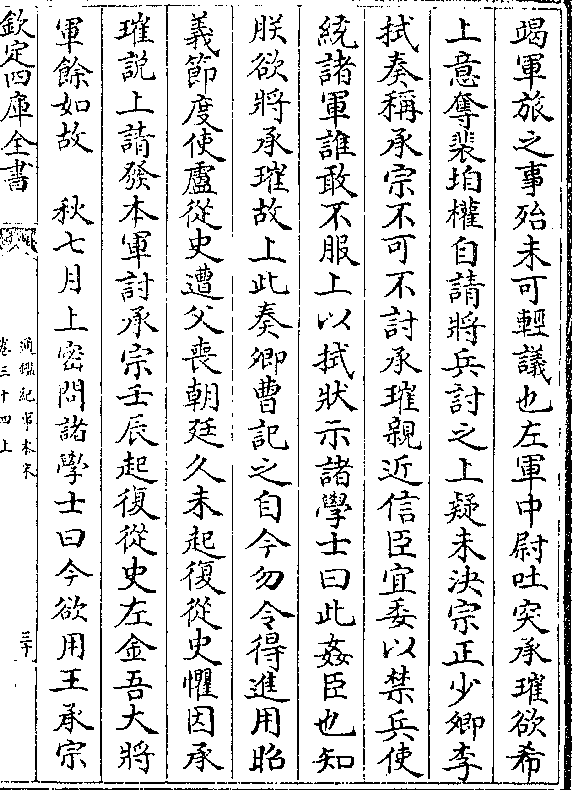 竭軍旅之事殆未可輕議也左軍中尉吐突承璀欲希
上意奪裴垍權自請將兵討之上疑未決宗正少卿李
拭奏稱承宗不可不討承璀親近信臣宜委以禁兵使
統諸軍誰敢不服上以拭狀示諸學士曰此姦臣也知
朕欲將承璀故上此奏卿曹記之自今勿令得進用昭
義節度使盧從史遭父喪朝廷久未起復從史懼因承
璀説上請發本軍討承宗壬辰起復從史左金吾大將
軍餘如故　秋七月上密問諸學士曰今欲用王承宗
欽定四庫全書
通鑑紀事本末
卷三十四上
三十